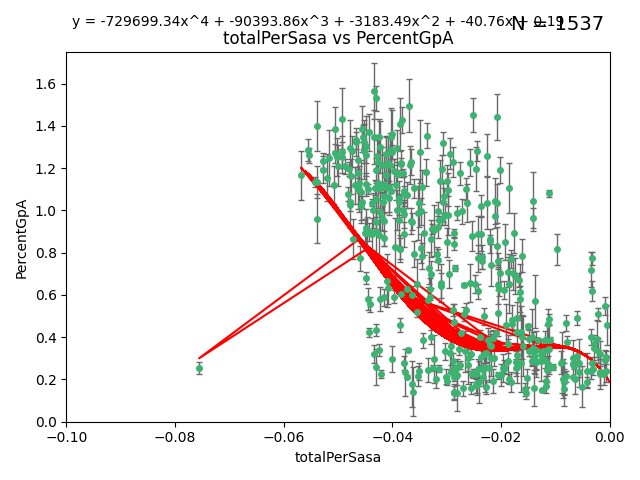 y = -729699.34x^4 + -90393.86x^3 + -3183.49x^2 + -40.76x + 0.19
N = 1537
totalPerSasa vs PercentGpA
1.6
1.4
1.2
1.0
0.8
0.6
0.4
0.2
0.0
PercentGpA
−0.10 −0.08 −0.06 −0.04 −0.02 0.00
totalPerSasa